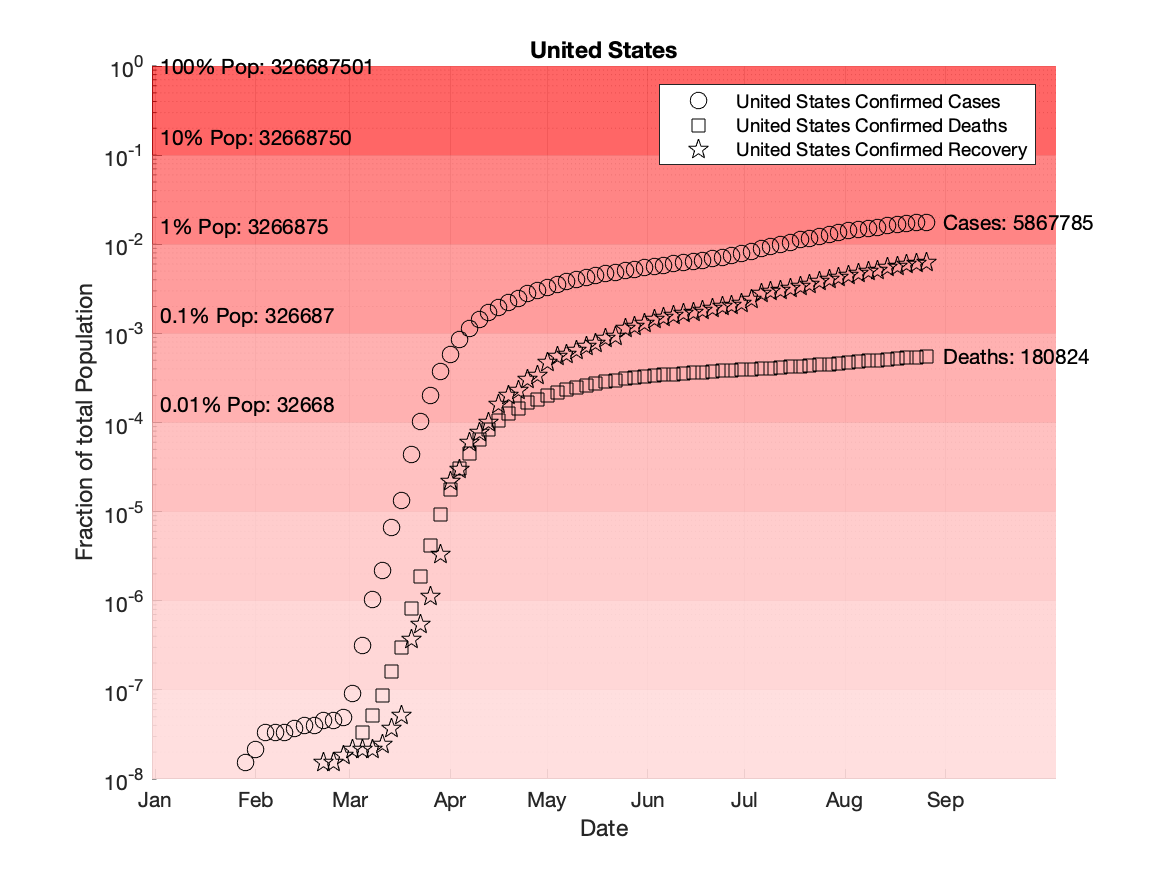 United States
10^0
100% Pop: 326687501
United States Confirmed Cases
United States Confirmed Deaths
United States Confirmed Recovery
10% Pop: 32668750
10^-1
1% Pop: 3266875
Cases: 5867785
10^-2
0.1% Pop: 326687
10^-3
Deaths: 180824
0.01% Pop: 32668
10^-4
10^-5
10^-6
10^-7
10^-8
Fraction of total Population
Jan Feb Mar Apr May Jun Jul Aug Sep
Date